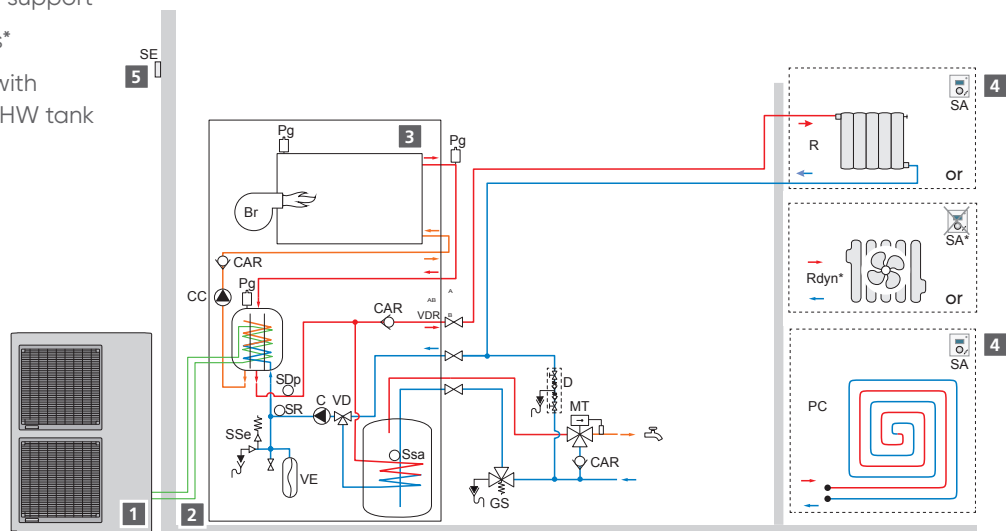 support
s*
with
HW tank
SE
5
Pg
3
Pg
4
SA
R
or
Br
SA*
Rdyn*
or
CAR
Pg
CC
A
AB
CAR
VDR
B
4
SA
PC
SDp
SR
C VD
D
MT
SSe
Ssa
CAR
VE
GS
1
2